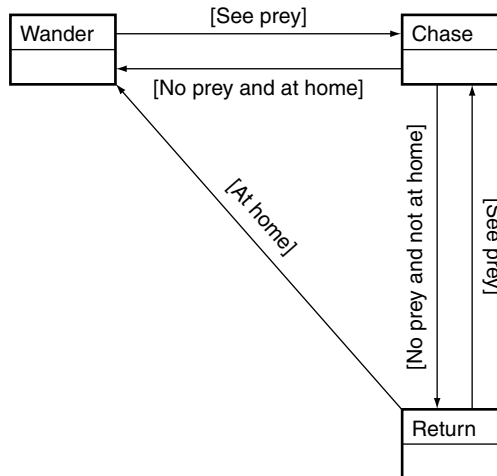 Wander
[See prey]
Chase
[No prey and at home]
[At home]
[No prey and not at home]
[See prey]
Return